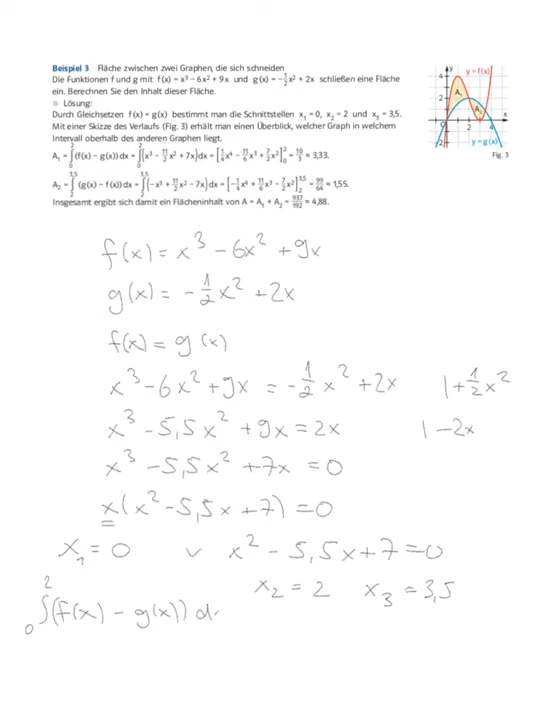 Beispiel 3 Fläche zwischen zwei Graphen, die sich schneiden
Die Funktionen f und g mit f(x) = x³ − 6x² + 9x und g(x) = −½x² + 2x schließen eine Fläche
ein. Berechnen Sie den Inhalt dieser Fläche.
Lösung:
Durch Gleichsetzen f(x) = g(x) bestimmt man die Schnittstellen x₁ = 0, x₂ = 2 und x₃ = 3,5.
Mit einer Skizze des Verlaufs (Fig. 3) erhält man einen Überblick, welcher Graph in welchem
Intervall oberhalb des anderen Graphen liegt.
A₁ = ∫₀² (f(x) − g(x)) dx = ∫₀² (x³ − 11/2 x² + 7x) dx = [¼x⁴ − 11/6 x³ + 7/2 x²]₀² = 10/3 ≈ 3,33.
A₂ = ∫₂^3,5 (g(x) − f(x)) dx = ∫₂^3,5 (−x³ + 11/2 x² − 7x) dx = [−¼x⁴ + 11/6 x³ − 7/2 x²]₂^3,5 = 99/64 ≈ 1,55.
Insgesamt ergibt sich damit ein Flächeninhalt von A = A₁ + A₂ = 937/192 ≈ 4,88.
y
y = f(x)
4
2
A₁
A₂
0
2
4
x
-2
y = g(x)
Fig. 3
f(x) = x³ − 6x² + 9x
g(x) = −½x² + 2x
f(x) = g(x)
x³ − 6x² + 9x = −½x² + 2x |+½x²
x³ − 5,5x² + 9x = 2x |−2x
x³ − 5,5x² + 7x = 0
x(x² − 5,5x + 7) = 0
x₁ = 0 ∨ x² − 5,5x + 7 = 0
x₂ = 2 x₃ = 3,5
∫₀² (f(x) − g(x)) d